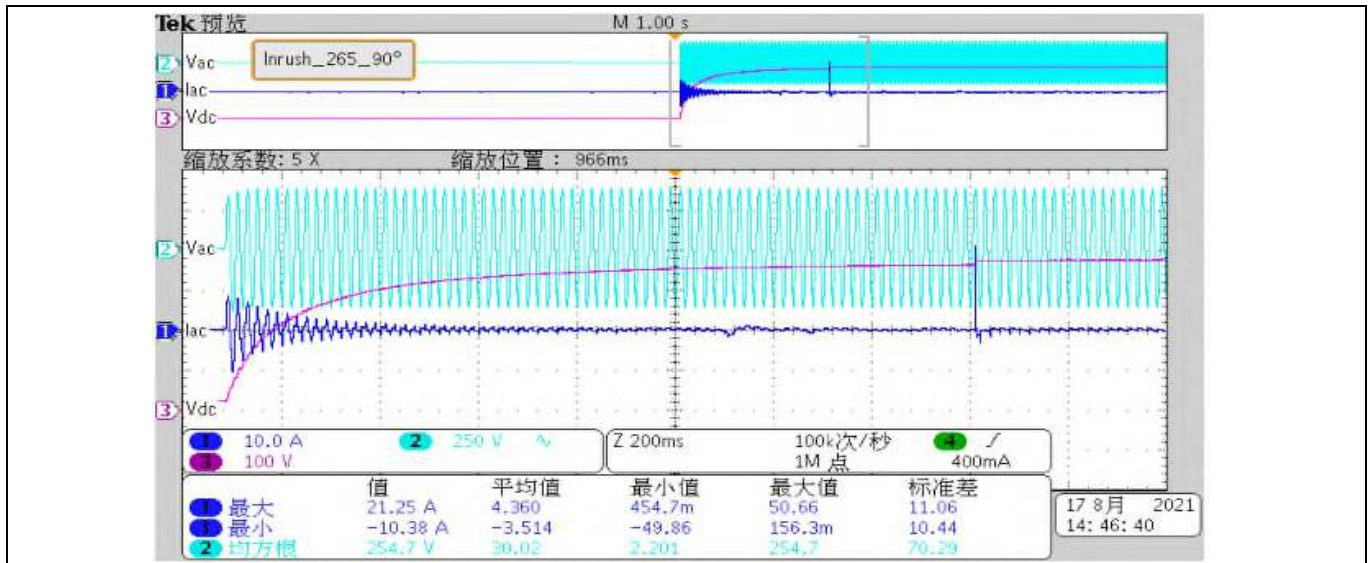 Tek 预览 M 1.00 s
Inrush_265_90°
2 Vac
1 Iac
3 Vdc
缩放系数: 5 X 缩放位置: 966ms
2 Vac
1 Iac
3 Vdc
1 10.0 A 2 250 V Z 200ms 100k次/秒 4
3 100 V 1M 点 400mA
值 平均值 最小值 最大值 标准差
1 最大 21.25 A 4.360 454.7m 50.66 11.06
1 最小 -10.38 A -3.514 -49.86 156.3m 10.44
2 均方根 254.7 V 30.02 2.201 254.7 70.29
17 8月 2021
14:46:40